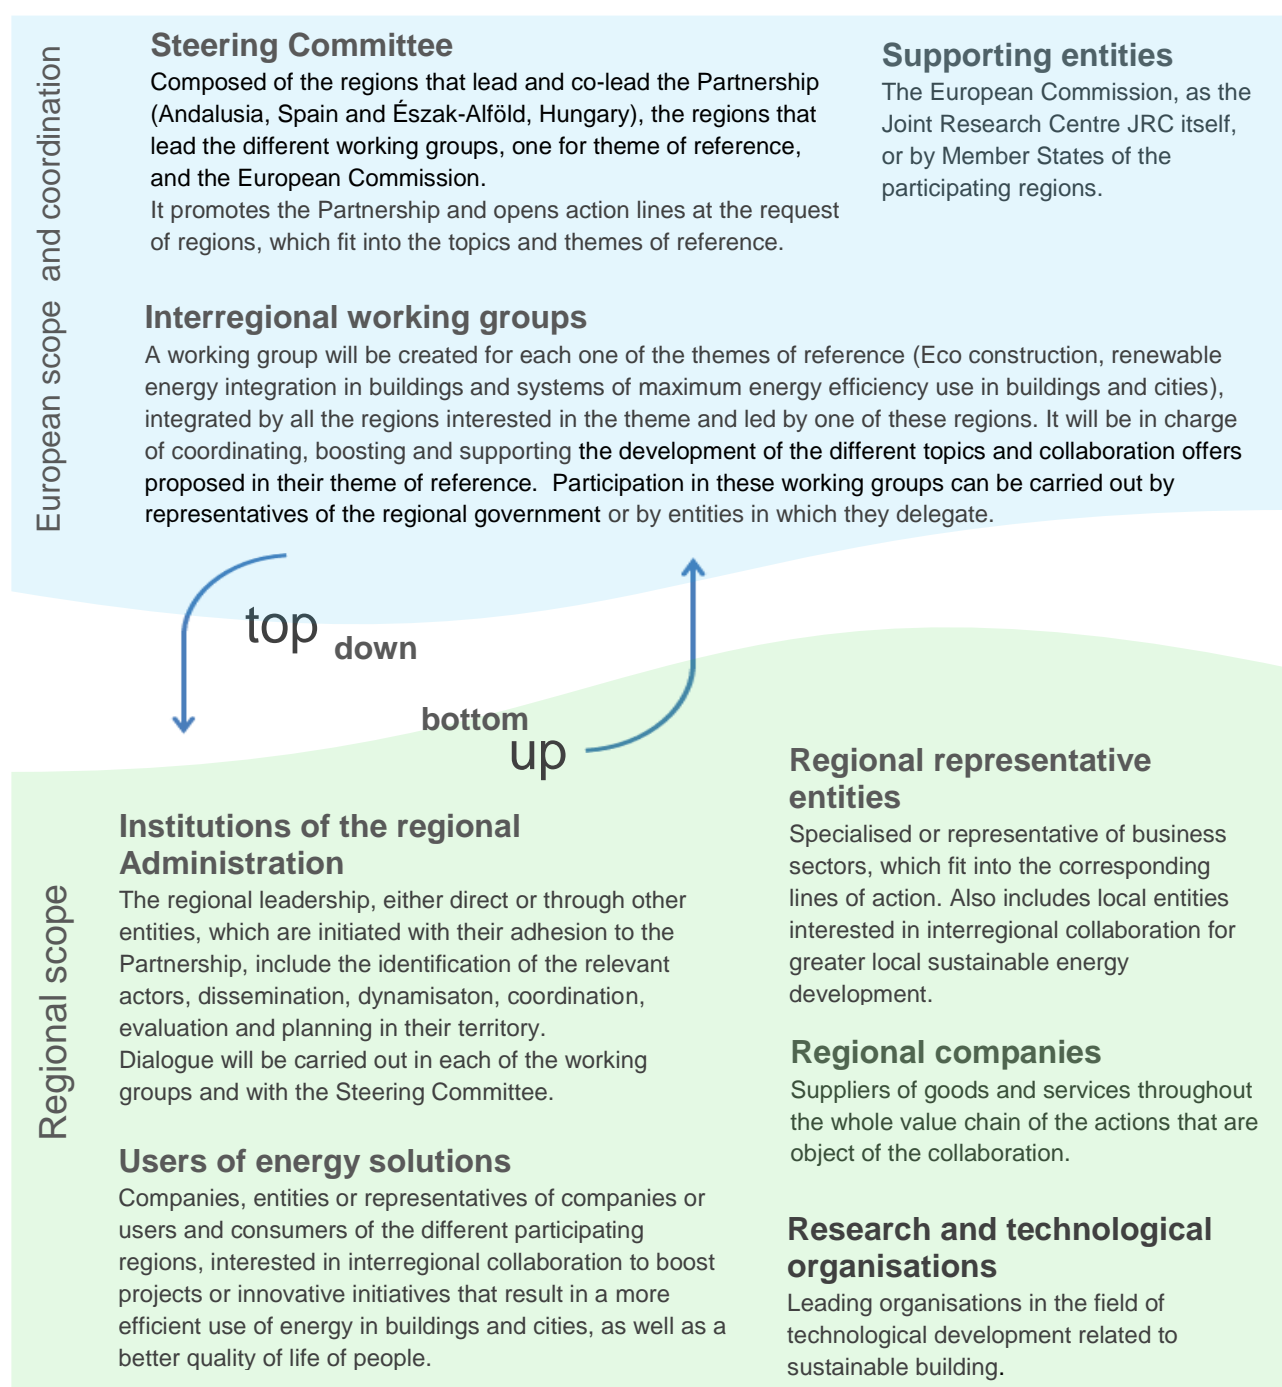 European scope and coordination
Steering Committee
Composed of the regions that lead and co-lead the Partnership
(Andalusia, Spain and Észak-Alföld, Hungary), the regions that
lead the different working groups, one for theme of reference,
and the European Commission.
It promotes the Partnership and opens action lines at the request
of regions, which fit into the topics and themes of reference.
Supporting entities
The European Commission, as the
Joint Research Centre JRC itself,
or by Member States of the
participating regions.
Interregional working groups
A working group will be created for each one of the themes of reference (Eco construction, renewable
energy integration in buildings and systems of maximum energy efficiency use in buildings and cities),
integrated by all the regions interested in the theme and led by one of these regions. It will be in charge
of coordinating, boosting and supporting the development of the different topics and collaboration offers
proposed in their theme of reference.  Participation in these working groups can be carried out by
representatives of the regional government or by entities in which they delegate.
top down
bottom
up
Regional scope
Institutions of the regional
Administration
The regional leadership, either direct or through other
entities, which are initiated with their adhesion to the
Partnership, include the identification of the relevant
actors, dissemination, dynamisaton, coordination,
evaluation and planning in their territory.
Dialogue will be carried out in each of the working
groups and with the Steering Committee.
Users of energy solutions
Companies, entities or representatives of companies or
users and consumers of the different participating
regions, interested in interregional collaboration to boost
projects or innovative initiatives that result in a more
efficient use of energy in buildings and cities, as well as a
better quality of life of people.
Regional representative
entities
Specialised or representative of business
sectors, which fit into the corresponding
lines of action. Also includes local entities
interested in interregional collaboration for
greater local sustainable energy
development.
Regional companies
Suppliers of goods and services throughout
the whole value chain of the actions that are
object of the collaboration.
Research and technological
organisations
Leading organisations in the field of
technological development related to
sustainable building.